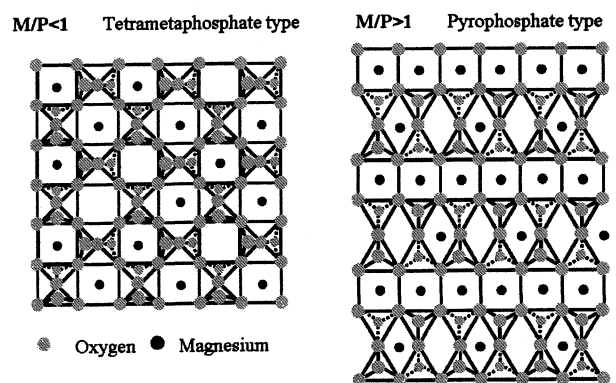 M/P<1 Tetrametaphosphate type
M/P>1 Pyrophosphate type
Oxygen Magnesium